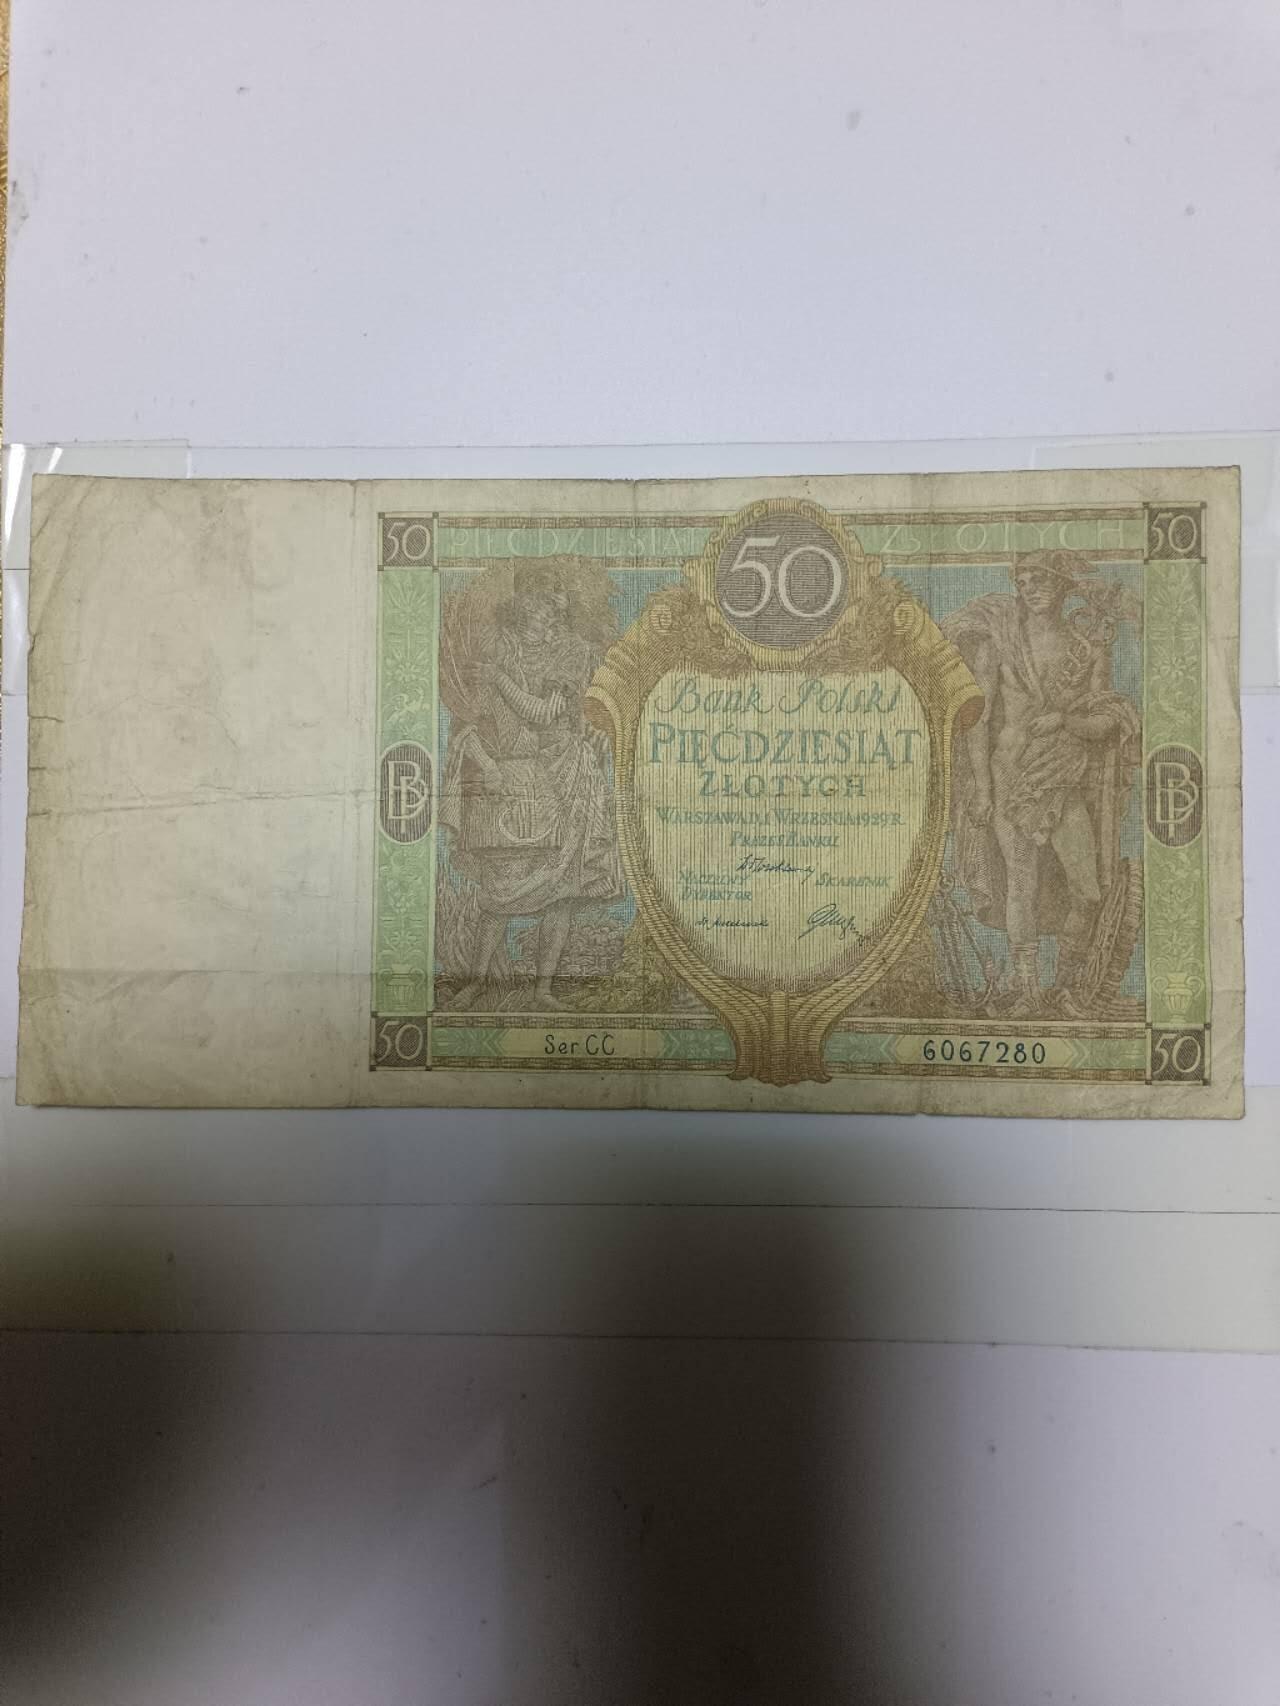 50 PIĘĆDZIESIĄT 50 ZŁOTYCH 50
Bank Polski
PIĘĆDZIESIĄT
ZŁOTYCH
WARSZAWA D. 1 WRZEŚNIA 1929 R.
PREZES BANKU
NACZELNY SKARBNIK
DYREKTOR
BP BP
50 Ser CC 6067280 50